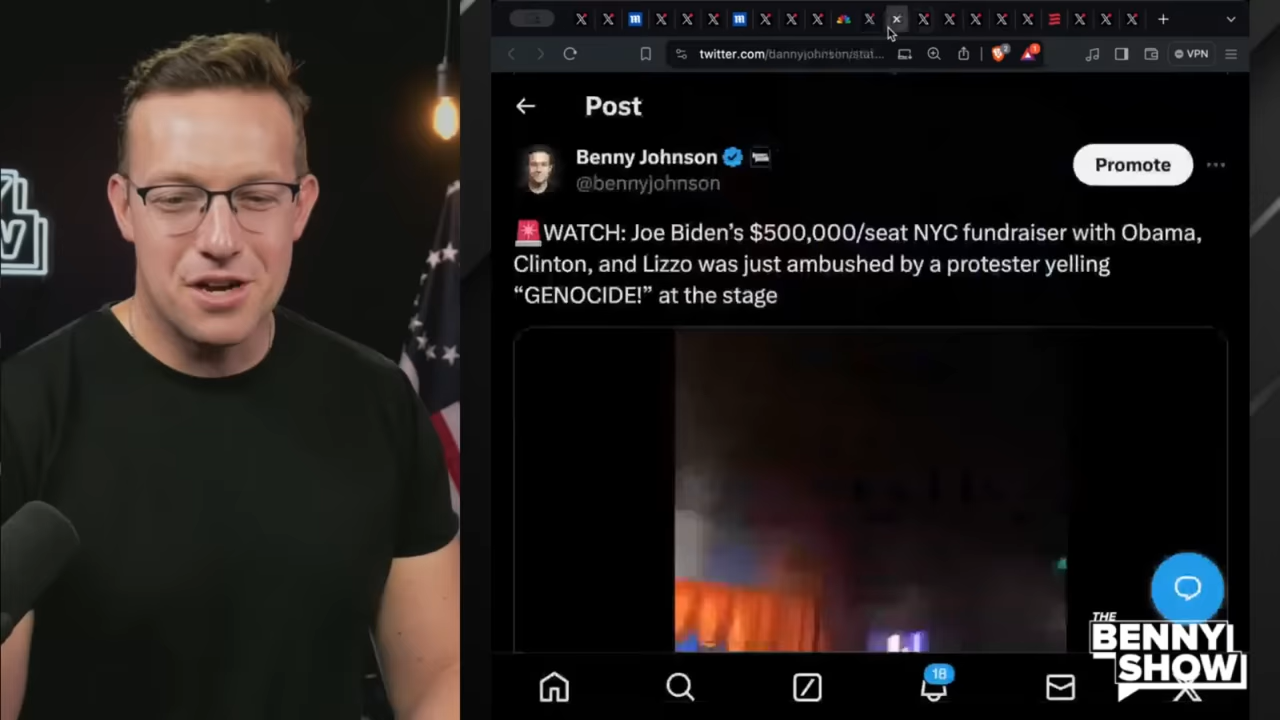 twitter.com/dannyjohnson/stat...
VPN
Post
Benny Johnson
@bennyjohnson
Promote
🚨WATCH: Joe Biden's $500,000/seat NYC fundraiser with Obama,
Clinton, and Lizzo was just ambushed by a protester yelling
“GENOCIDE!” at the stage
18
THE
BENNY
SHOW